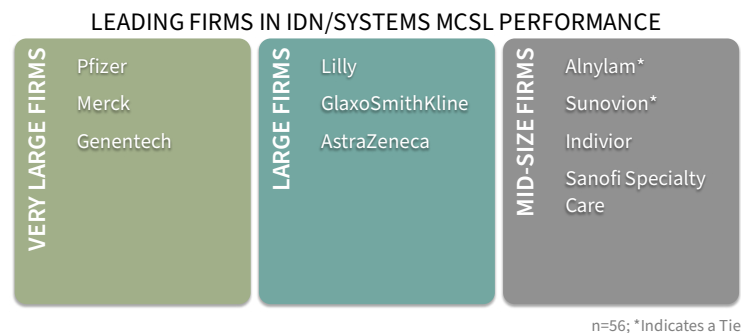 LEADING FIRMS IN IDN/SYSTEMS MCSL PERFORMANCE
VERY LARGE FIRMS
Pfizer
Merck
Genentech
LARGE FIRMS
Lilly
GlaxoSmithKline
AstraZeneca
MID-SIZE FIRMS
Alnylam*
Sunovion*
Indivior
Sanofi Specialty
Care
n=56; *Indicates a Tie